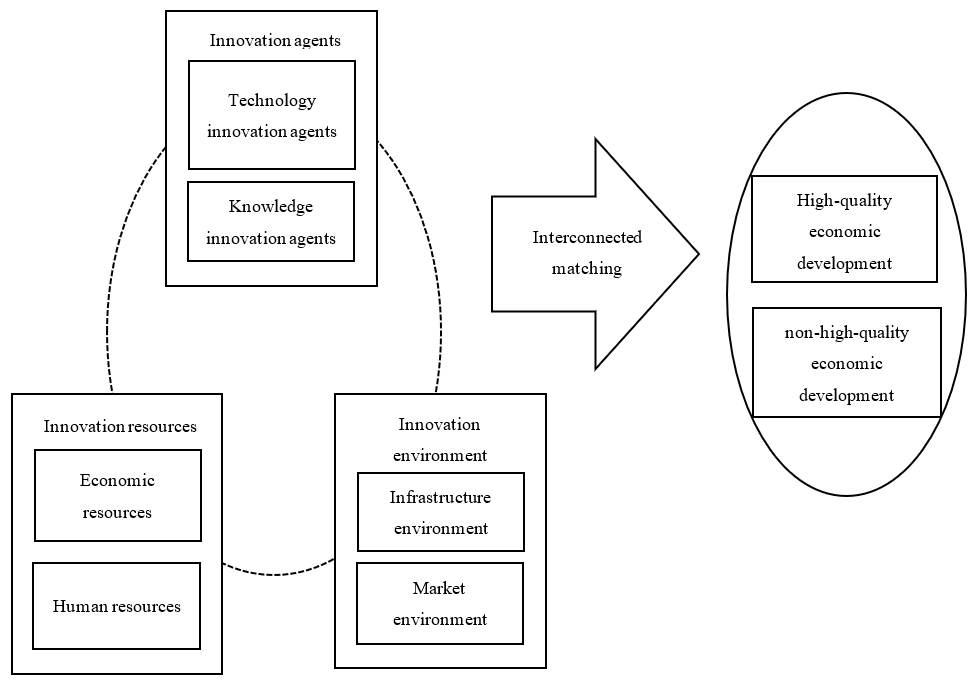 Innovation agents
Technology
innovation agents
Knowledge
innovation agents
Interconnected
matching
High-quality
economic
development
non-high-quality
economic
development
Innovation resources
Economic
resources
Human resources
Innovation
environment
Infrastructure
environment
Market
environment